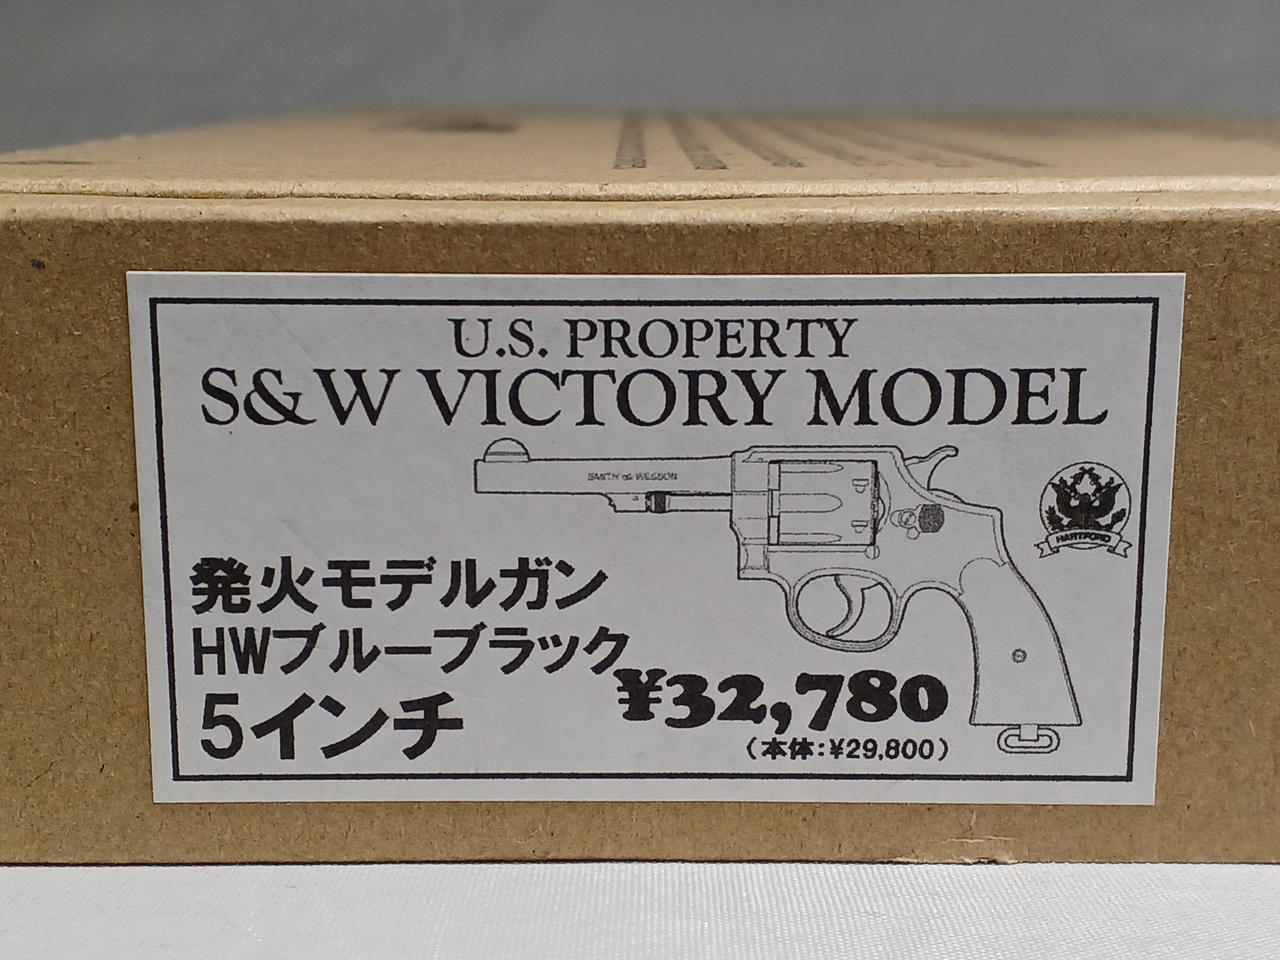 U.S. PROPERTY
S&W VICTORY MODEL
SMITH & WESSON
HARTFORD
発火モデルガン
HWブルーブラック
5インチ
¥32,780
(本体:¥29,800)